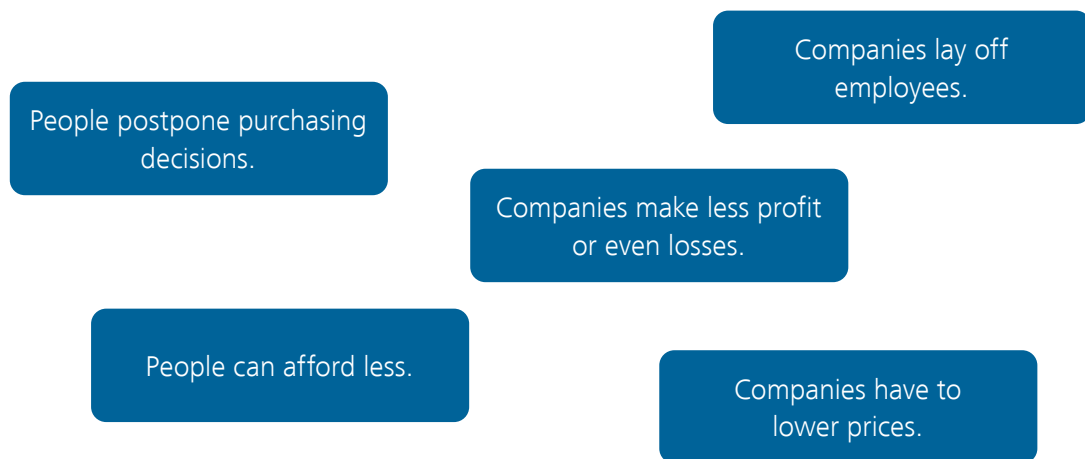 Companies lay off
employees.
People postpone purchasing
decisions.
Companies make less profit
or even losses.
People can afford less.
Companies have to
lower prices.